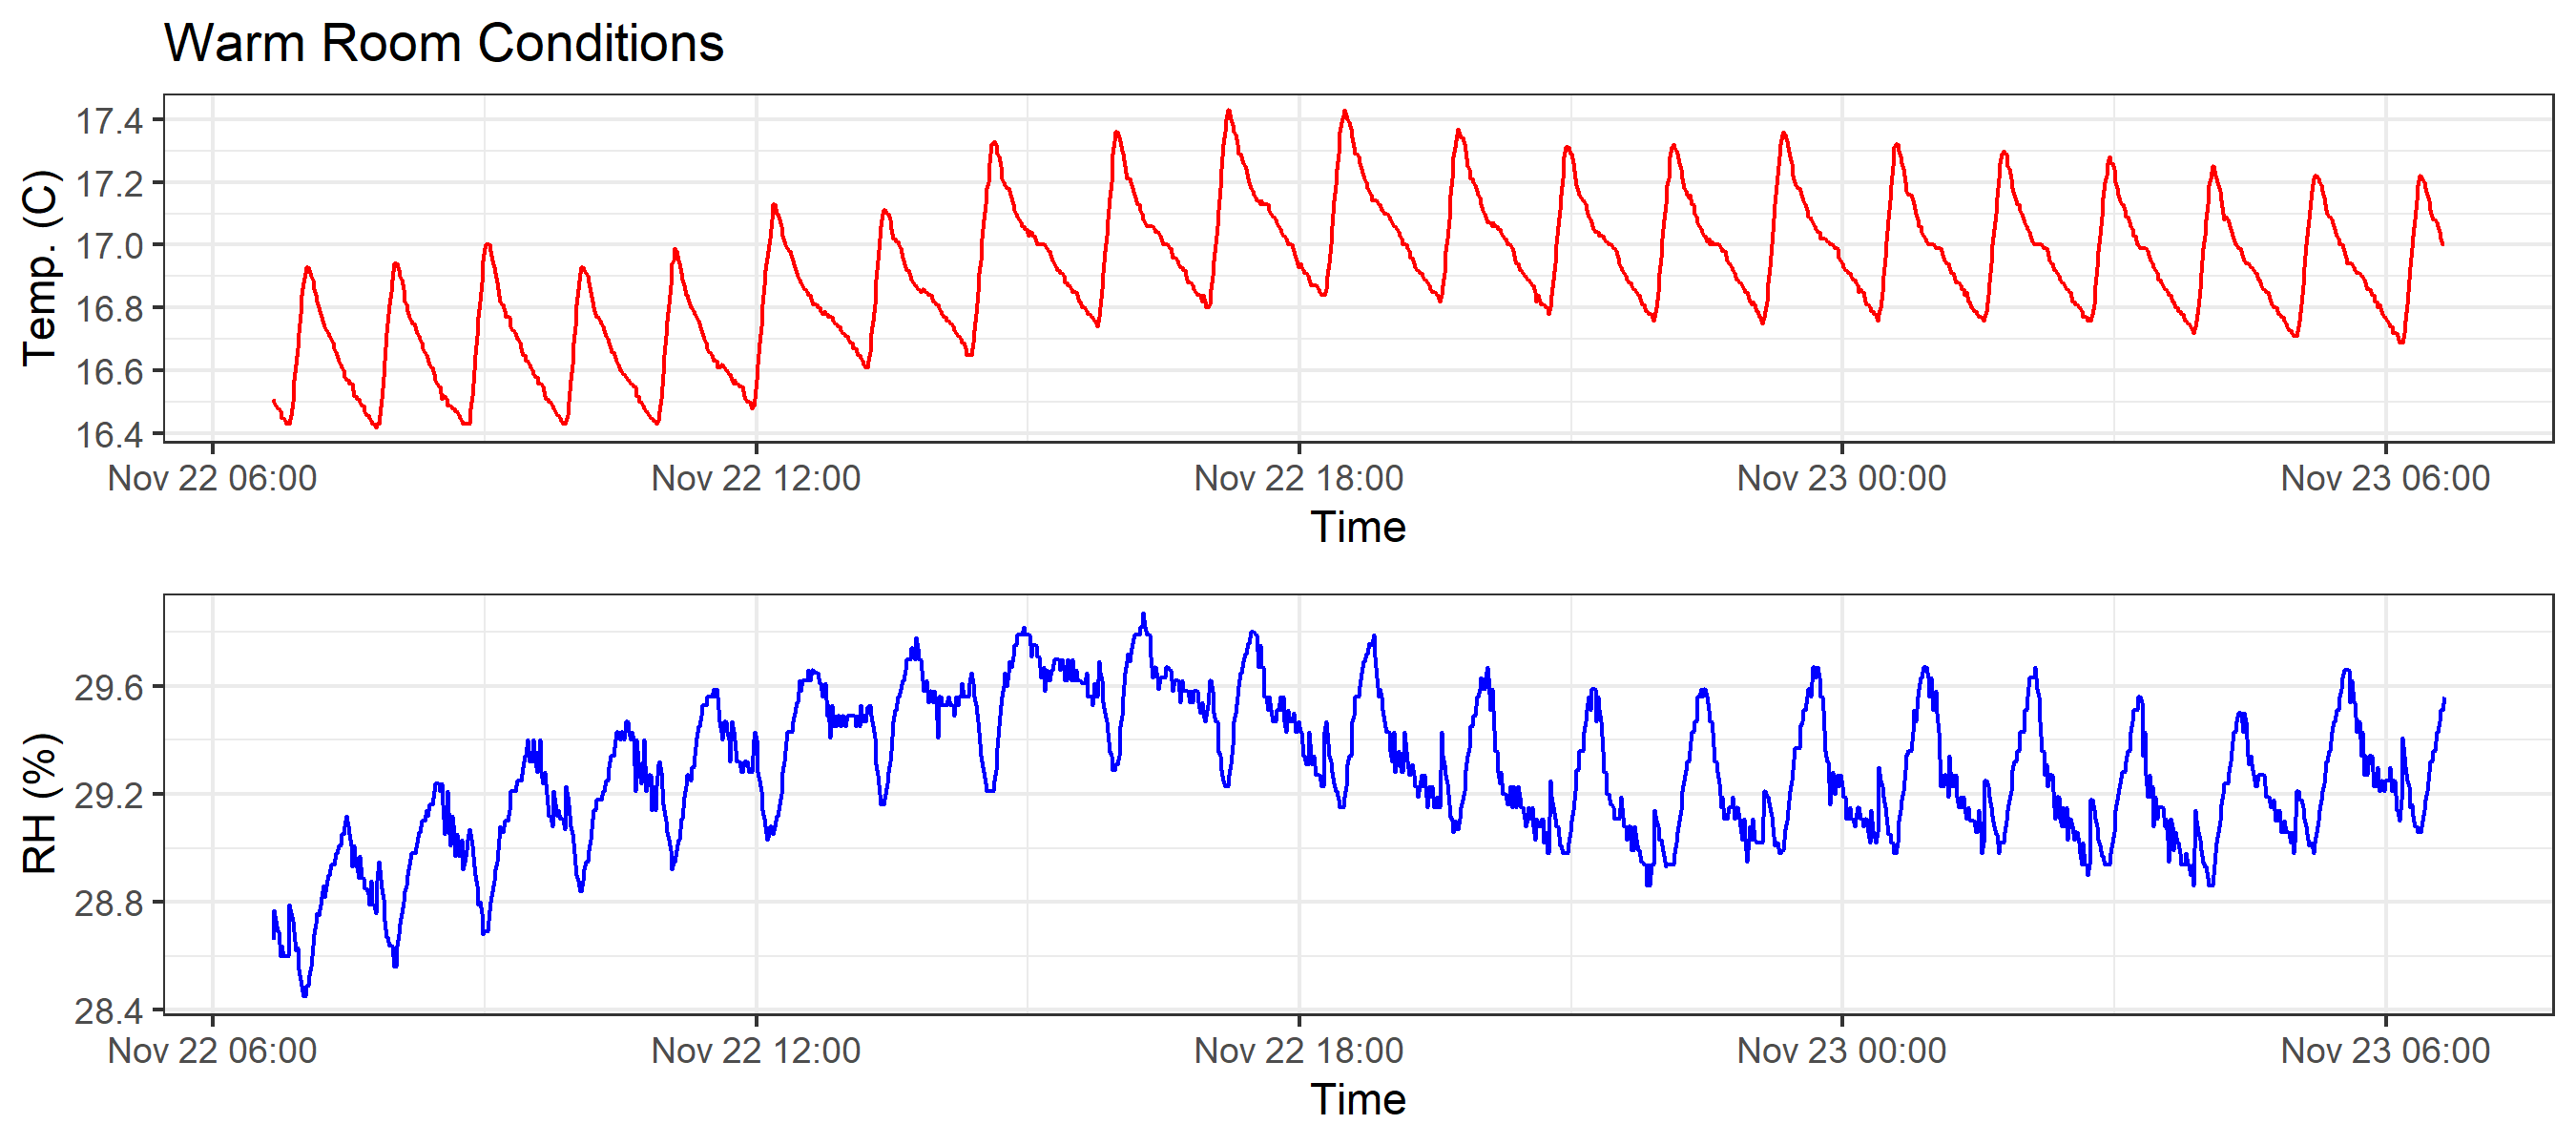 Warm Room Conditions
Temp. (C)
17.4
17.2
17.0
16.8
16.6
16.4
Nov 22 06:00 Nov 22 12:00 Nov 22 18:00 Nov 23 00:00 Nov 23 06:00
Time
RH (%)
29.6
29.2
28.8
28.4
Nov 22 06:00 Nov 22 12:00 Nov 22 18:00 Nov 23 00:00 Nov 23 06:00
Time